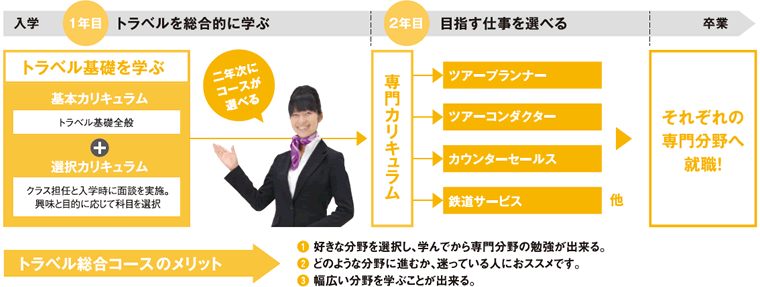 入学
1年目
トラベルを総合的に学ぶ
2年目
目指す仕事を選べる
卒業
トラベル基礎を学ぶ
基本カリキュラム
トラベル基礎全般
選択カリキュラム
クラス担任と入学時に面談を実施。
興味と目的に応じて科目を選択
二年次に
コースが
選べる
専門カリキュラム
ツアープランナー
ツアーコンダクター
カウンターセールス
鉄道サービス
他
それぞれの
専門分野へ
就職!
トラベル総合コースのメリット
1 好きな分野を選択し、学んでから専門分野の勉強が出来る。
2 どのような分野に進むか、迷っている人におススメです。
3 幅広い分野を学ぶことが出来る。